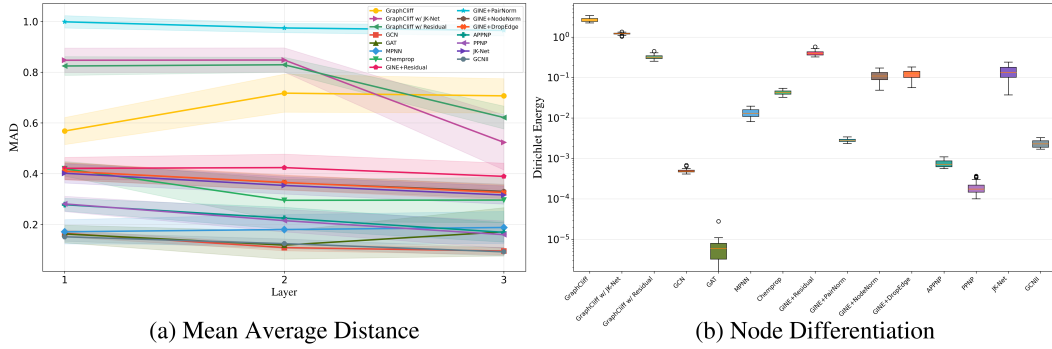 1.0
0.8
0.6
0.4
0.2
MAD
1
2
3
Layer
GraphCliff
GraphCliff w/ JK-Net
GraphCliff w/ Residual
GCN
GAT
MPNN
Chemprop
GINE+Residual
GINE+PairNorm
GINE+NodeNorm
GINE+DropEdge
APPNP
PPNP
JK-Net
GCNII
(a) Mean Average Distance
10⁰
10⁻¹
10⁻²
10⁻³
10⁻⁴
10⁻⁵
Dirichlet Energy
GraphCliff
GraphCliff w/ JK-Net
GraphCliff w/ Residual
GCN
GAT
MPNN
Chemprop
GINE+Residual
GINE+PairNorm
GINE+NodeNorm
GINE+DropEdge
APPNP
PPNP
JK-Net
GCNII
(b) Node Differentiation